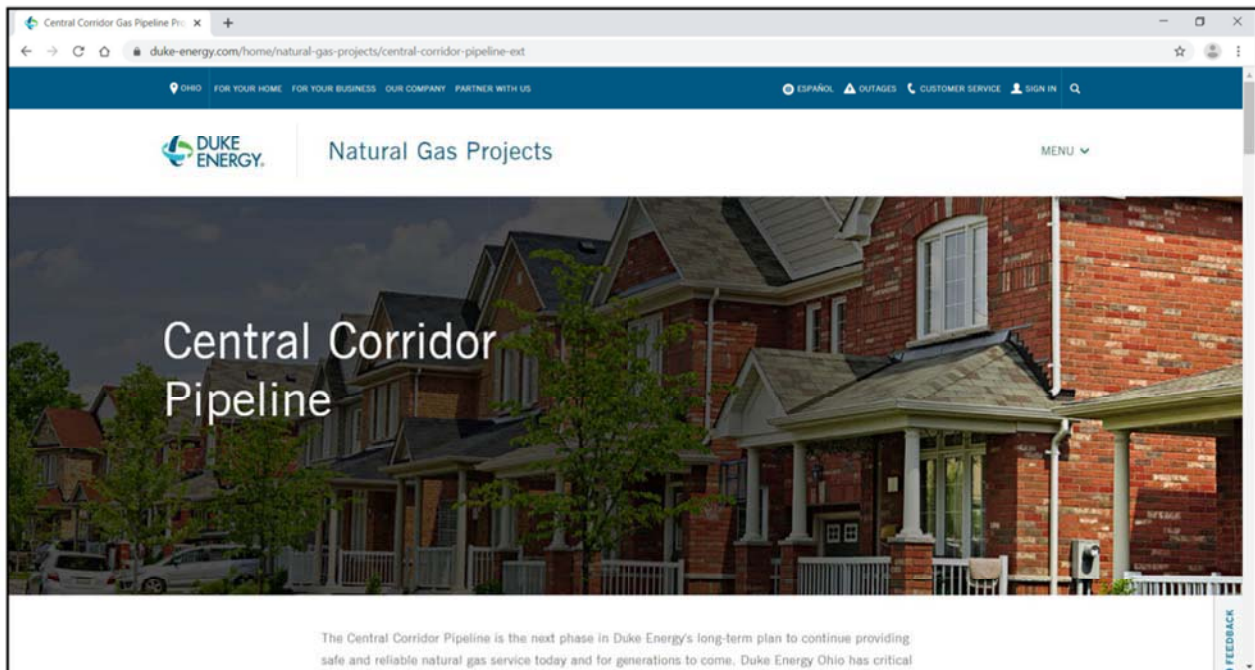 Central Corridor Gas Pipeline Pro
duke-energy.com/home/natural-gas-projects/central-corridor-pipeline-ext
OHIO FOR YOUR HOME FOR YOUR BUSINESS OUR COMPANY PARTNER WITH US ESPAÑOL OUTAGES CUSTOMER SERVICE SIGN IN
DUKE
ENERGY.
Natural Gas Projects
MENU
Central Corridor
Pipeline
The Central Corridor Pipeline is the next phase in Duke Energy's long-term plan to continue providing
safe and reliable natural gas service today and for generations to come. Duke Energy Ohio has critical
FEEDBACK